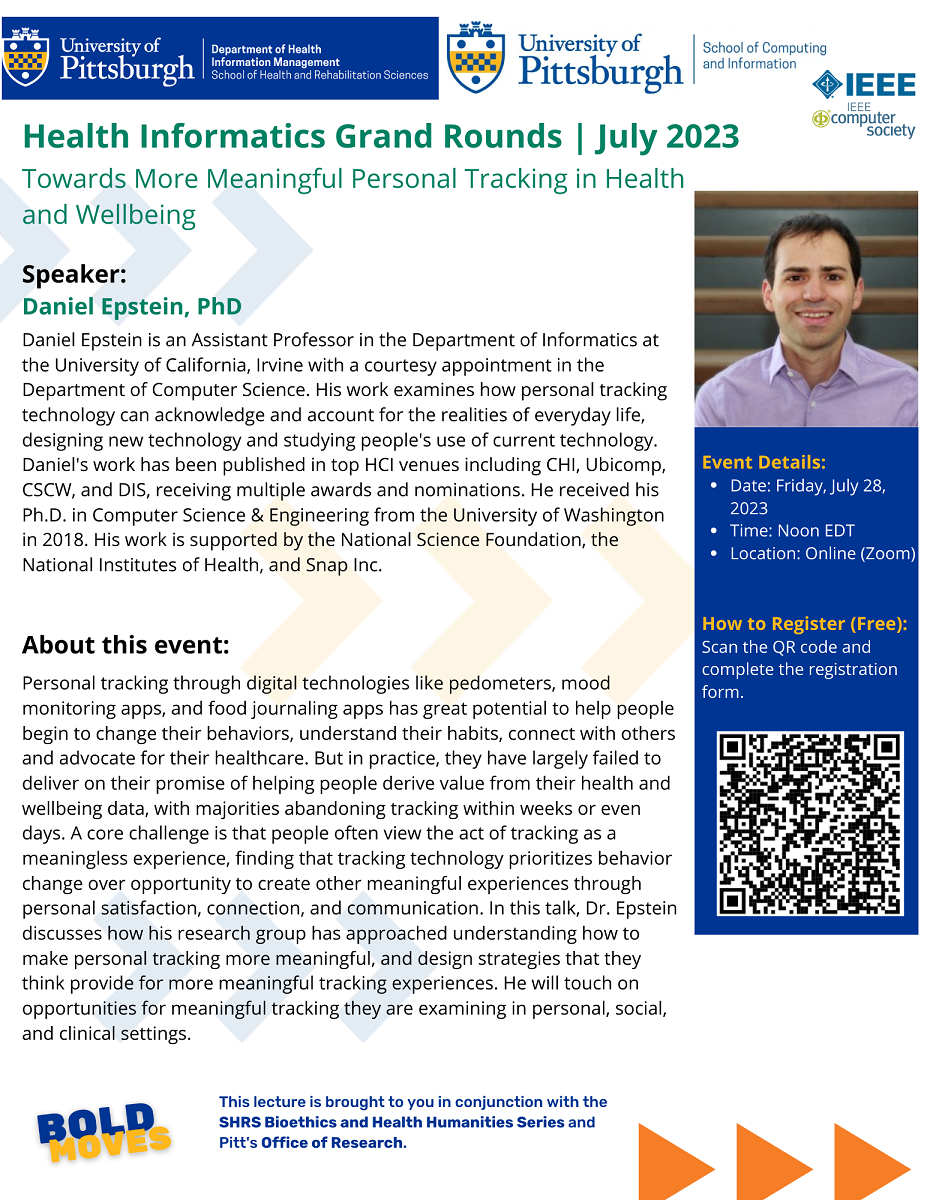 University of
Pittsburgh
Department of Health
Information Management
School of Health and Rehabilitation Sciences
University of
Pittsburgh
School of Computing
and Information
IEEE
IEEE
computer
society
Health Informatics Grand Rounds | July 2023
Towards More Meaningful Personal Tracking in Health
and Wellbeing
Speaker:
Daniel Epstein, PhD
Daniel Epstein is an Assistant Professor in the Department of Informatics at
the University of California, Irvine with a courtesy appointment in the
Department of Computer Science. His work examines how personal tracking
technology can acknowledge and account for the realities of everyday life,
designing new technology and studying people's use of current technology.
Daniel's work has been published in top HCI venues including CHI, Ubicomp,
CSCW, and DIS, receiving multiple awards and nominations. He received his
Ph.D. in Computer Science & Engineering from the University of Washington
in 2018. His work is supported by the National Science Foundation, the
National Institutes of Health, and Snap Inc.
About this event:
Personal tracking through digital technologies like pedometers, mood
monitoring apps, and food journaling apps has great potential to help people
begin to change their behaviors, understand their habits, connect with others
and advocate for their healthcare. But in practice, they have largely failed to
deliver on their promise of helping people derive value from their health and
wellbeing data, with majorities abandoning tracking within weeks or even
days. A core challenge is that people often view the act of tracking as a
meaningless experience, finding that tracking technology prioritizes behavior
change over opportunity to create other meaningful experiences through
personal satisfaction, connection, and communication. In this talk, Dr. Epstein
discusses how his research group has approached understanding how to
make personal tracking more meaningful, and design strategies that they
think provide for more meaningful tracking experiences. He will touch on
opportunities for meaningful tracking they are examining in personal, social,
and clinical settings.
Event Details:
• Date: Friday, July 28,
2023
• Time: Noon EDT
• Location: Online (Zoom)
How to Register (Free):
Scan the QR code and
complete the registration
form.
BOLD
MOVES
This lecture is brought to you in conjunction with the
SHRS Bioethics and Health Humanities Series and
Pitt's Office of Research.